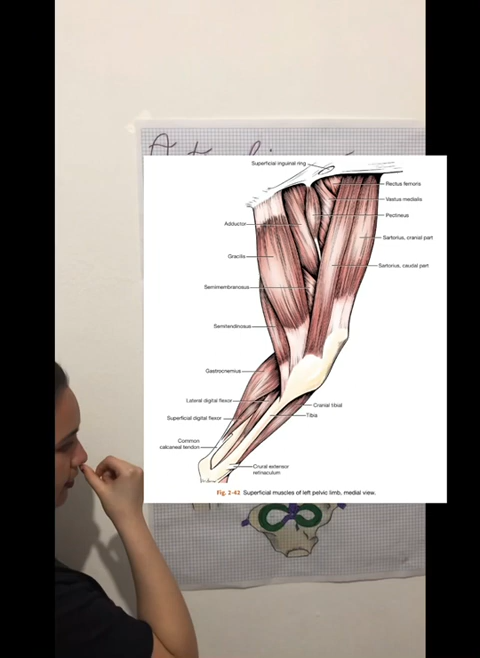 Superficial inguinal ring
Rectus femoris
Vastus medialis
Pectineus
Adductor
Sartorius, cranial part
Gracilis
Sartorius, caudal part
Semimembranosus
Semitendinosus
Gastrocnemius
Lateral digital flexor
Cranial tibial
Superficial digital flexor
Tibia
Common
calcaneal tendon
Crural extensor
retinaculum
Fig. 2-42 Superficial muscles of left pelvic limb, medial view.